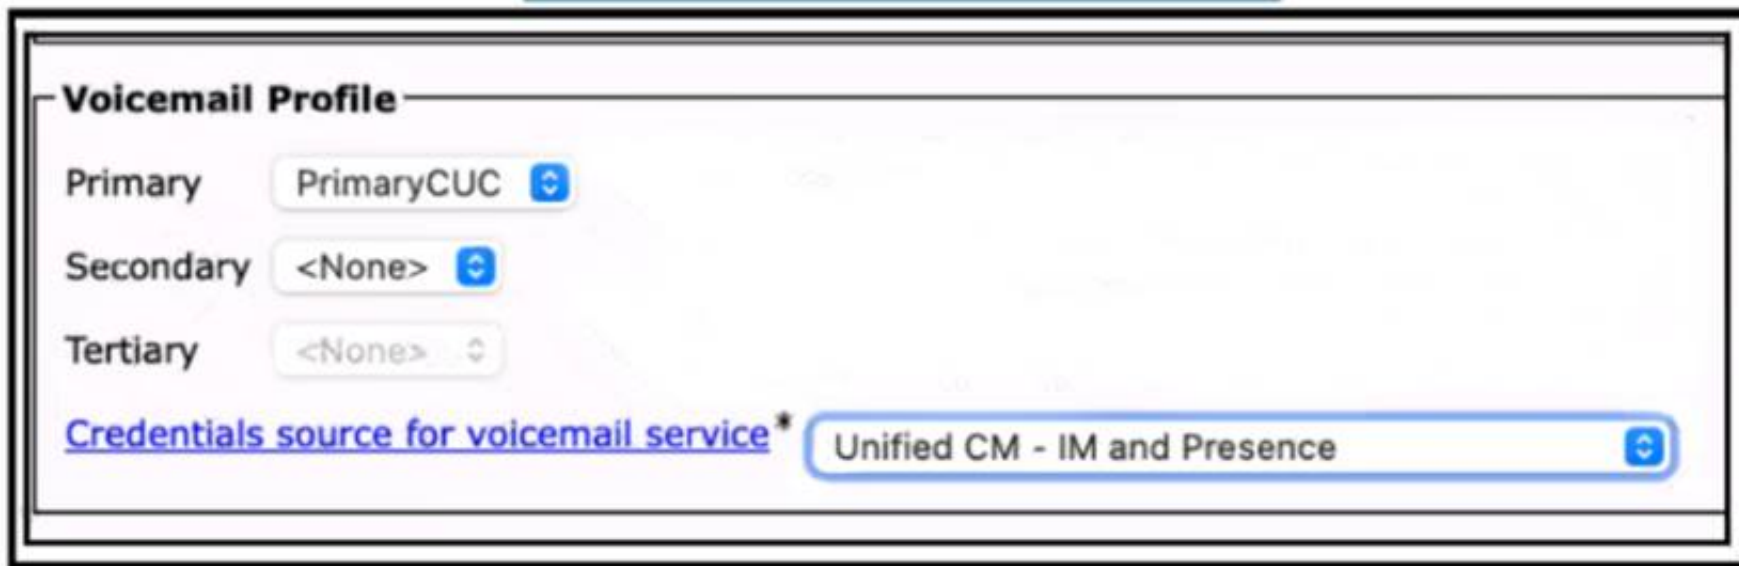 Voicemail Profile
Primary PrimaryCUC
Secondary <None>
Tertiary <None>
Credentials source for voicemail service* Unified CM - IM and Presence